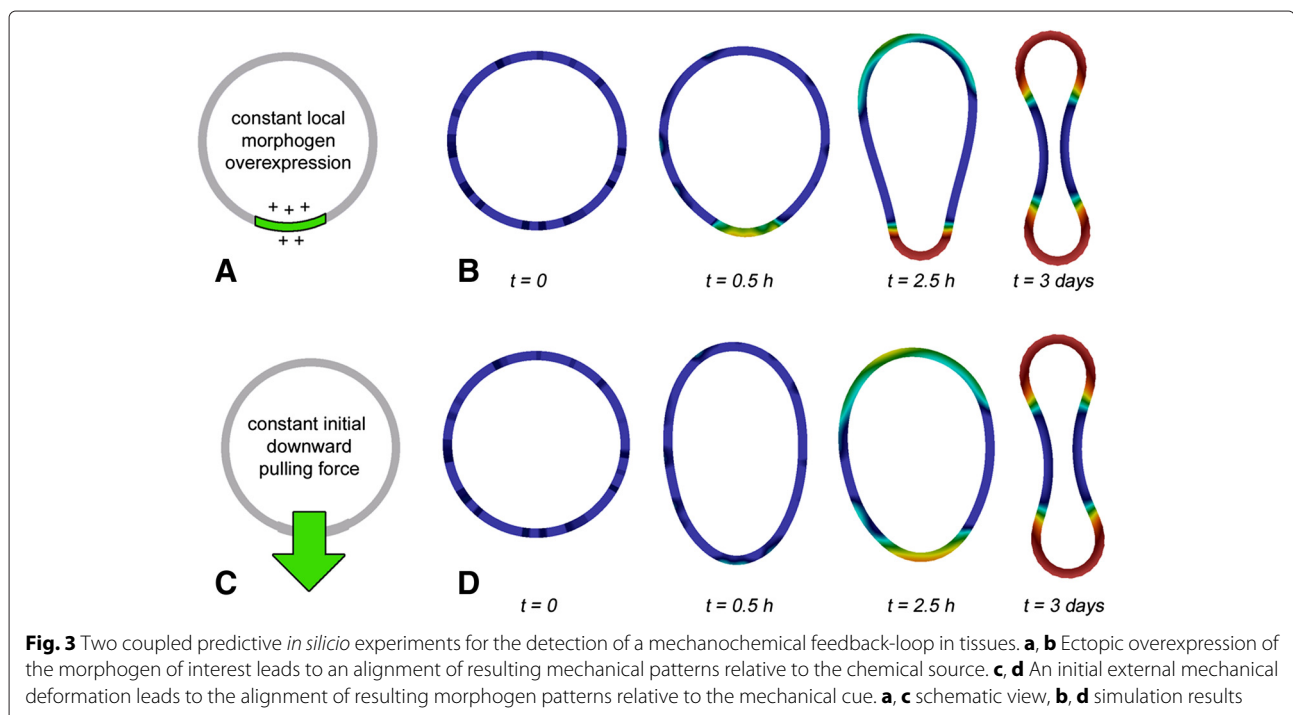 constant local
morphogen
overexpression
+ + +
+ +
A
B
t = 0
t = 0.5 h
t = 2.5 h
t = 3 days
constant initial
downward
pulling force
C
D
t = 0
t = 0.5 h
t = 2.5 h
t = 3 days
Fig. 3 Two coupled predictive in silicio experiments for the detection of a mechanochemical feedback-loop in tissues. a, b Ectopic overexpression of
the morphogen of interest leads to an alignment of resulting mechanical patterns relative to the chemical source. c, d An initial external mechanical
deformation leads to the alignment of resulting morphogen patterns relative to the mechanical cue. a, c schematic view, b, d simulation results